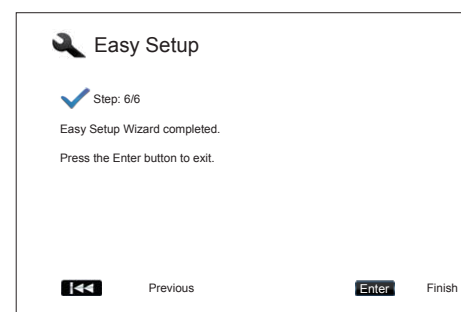 Easy Setup
Step: 6/6
Easy Setup Wizard completed.
Press the Enter button to exit.
Previous Enter Finish